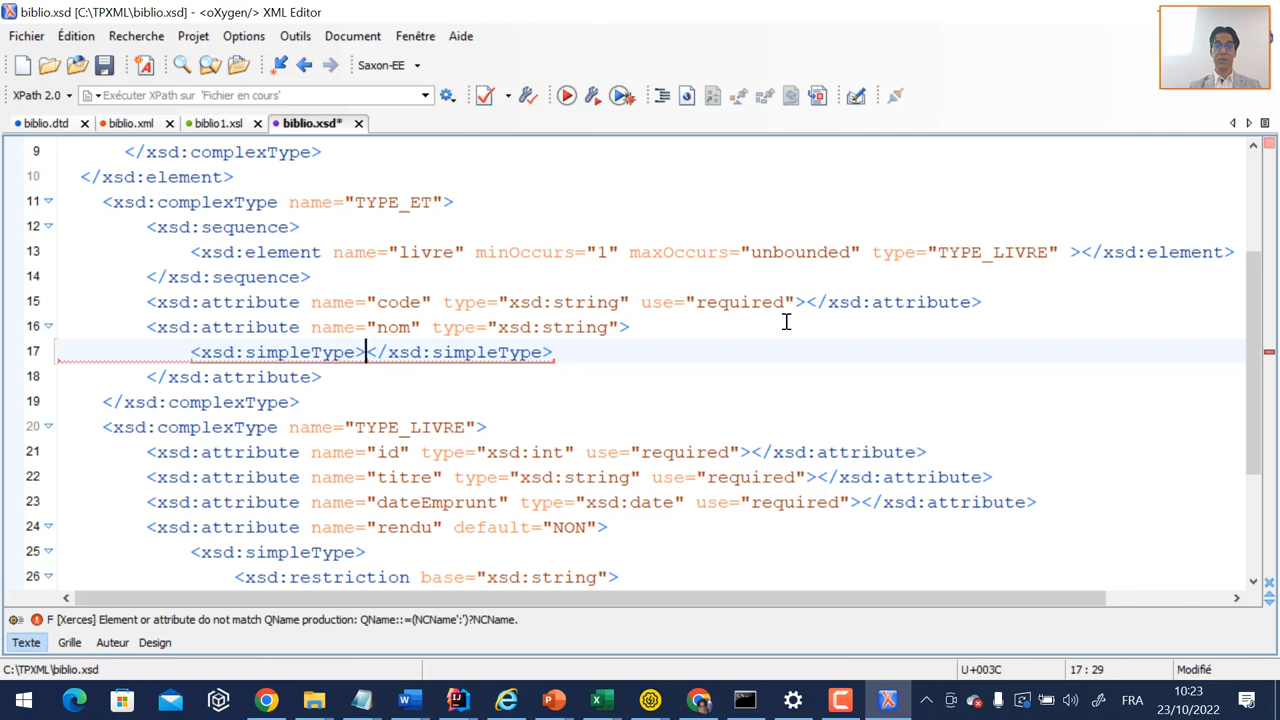 biblio.xsd [C:\TPXML\biblio.xsd] - <oXygen/> XML Editor
Fichier Édition Recherche Projet Options Outils Document Fenêtre Aide
Saxon-EE
XPath 2.0 Exécuter XPath sur 'Fichier en cours'
biblio.dtd biblio.xml biblio1.xsl biblio.xsd*
9 </xsd:complexType>
10 </xsd:element>
11 <xsd:complexType name="TYPE_ET">
12 <xsd:sequence>
13 <xsd:element name="livre" minOccurs="1" maxOccurs="unbounded" type="TYPE_LIVRE" ></xsd:element>
14 </xsd:sequence>
15 <xsd:attribute name="code" type="xsd:string" use="required"></xsd:attribute>
16 <xsd:attribute name="nom" type="xsd:string">
17 <xsd:simpleType></xsd:simpleType>
18 </xsd:attribute>
19 </xsd:complexType>
20 <xsd:complexType name="TYPE_LIVRE">
21 <xsd:attribute name="id" type="xsd:int" use="required"></xsd:attribute>
22 <xsd:attribute name="titre" type="xsd:string" use="required"></xsd:attribute>
23 <xsd:attribute name="dateEmprunt" type="xsd:date" use="required"></xsd:attribute>
24 <xsd:attribute name="rendu" default="NON">
25 <xsd:simpleType>
26 <xsd:restriction base="xsd:string">
F [Xerces] Element or attribute do not match QName production: QName::=(NCName':')?NCName.
Texte Grille Auteur Design
C:\TPXML\biblio.xsd U+003C 17 : 29 Modifié
FRA 10:23
23/10/2022